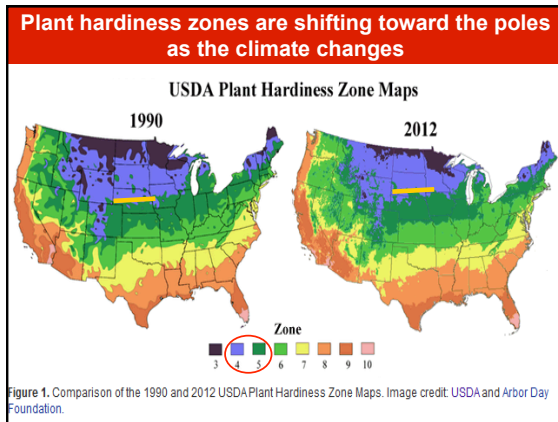 Plant hardiness zones are shifting toward the poles
as the climate changes
USDA Plant Hardiness Zone Maps
1990
2012
Zone
3 4 5 6 7 8 9 10
Figure 1. Comparison of the 1990 and 2012 USDA Plant Hardiness Zone Maps. Image credit: USDA and Arbor Day
Foundation.